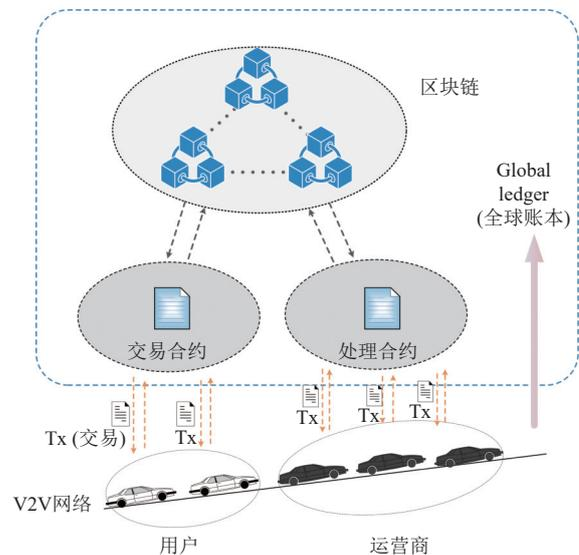 区块链
Global
ledger
(全球账本)
交易合约
处理合约
Tx (交易)
Tx
Tx
Tx
Tx
V2V网络
用户
运营商